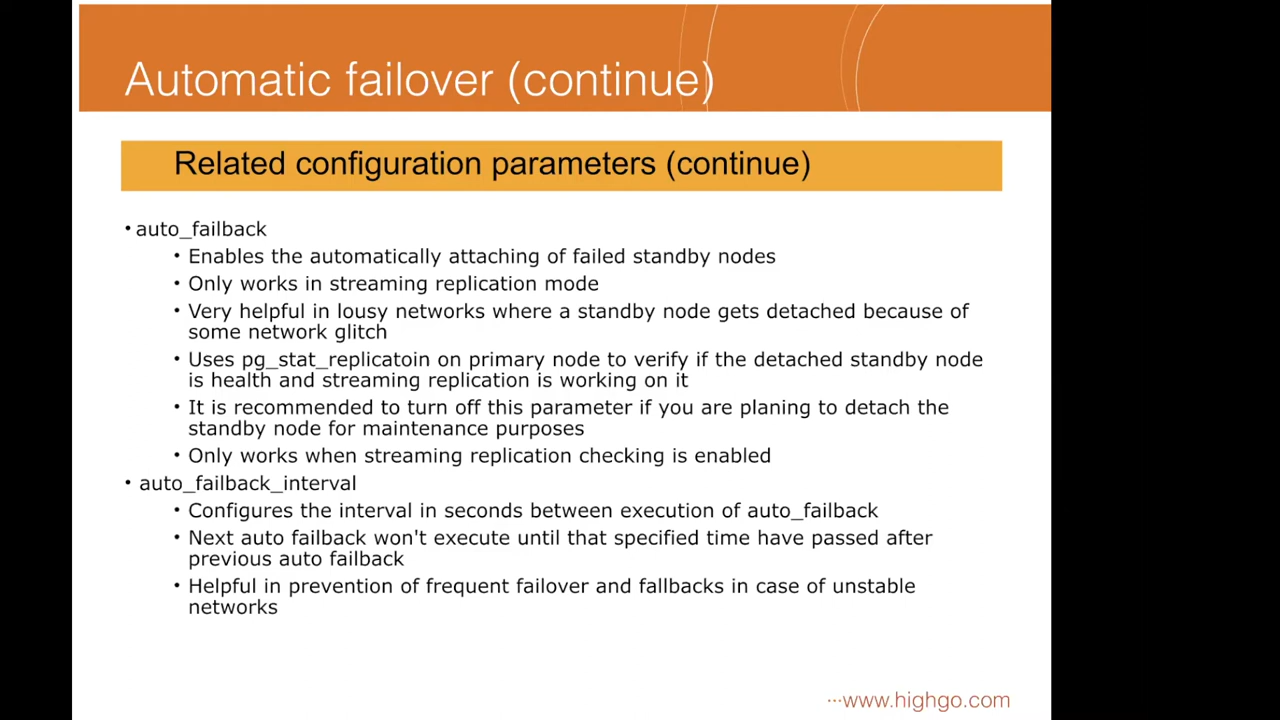 Automatic failover (continue)
Related configuration parameters (continue)
• auto_failback
• Enables the automatically attaching of failed standby nodes
• Only works in streaming replication mode
• Very helpful in lousy networks where a standby node gets detached because of
some network glitch
• Uses pg_stat_replicatoin on primary node to verify if the detached standby node
is health and streaming replication is working on it
• It is recommended to turn off this parameter if you are planing to detach the
standby node for maintenance purposes
• Only works when streaming replication checking is enabled
• auto_failback_interval
• Configures the interval in seconds between execution of auto_failback
• Next auto failback won't execute until that specified time have passed after
previous auto failback
• Helpful in prevention of frequent failover and fallbacks in case of unstable
networks
···www.highgo.com